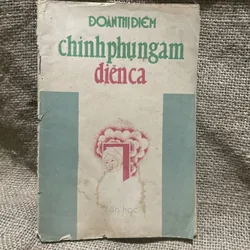 ĐOÀN THỊ ĐIỂM
chinh phụ ngâm
diễn ca